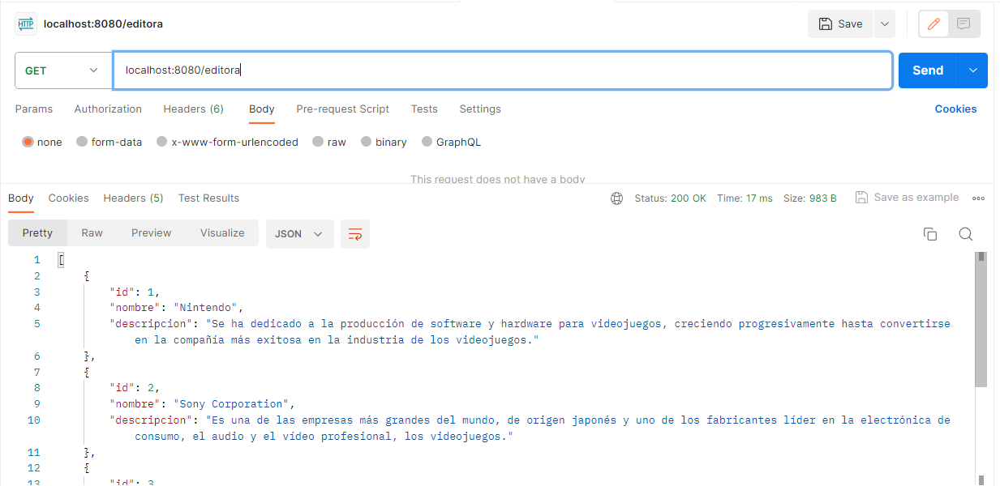 HTTP localhost:8080/editora Save
GET localhost:8080/editora Send
Params Authorization Headers (6) Body Pre-request Script Tests Settings Cookies
none form-data x-www-form-urlencoded raw binary GraphQL
This request does not have a body
Body Cookies Headers (5) Test Results Status: 200 OK Time: 17 ms Size: 983 B Save as example
Pretty Raw Preview Visualize JSON
1 [
2 {
3 "id": 1,
4 "nombre": "Nintendo",
5 "descripcion": "Se ha dedicado a la producción de software y hardware para videojuegos, creciendo progresivamente hasta convertirse
en la compañía más exitosa en la industria de los videojuegos."
6 },
7 {
8 "id": 2,
9 "nombre": "Sony Corporation",
10 "descripcion": "Es una de las empresas más grandes del mundo, de origen japonés y uno de los fabricantes líder en la electrónica de
consumo, el audio y el vídeo profesional, los videojuegos."
11 },
12 {
13 "id": 3